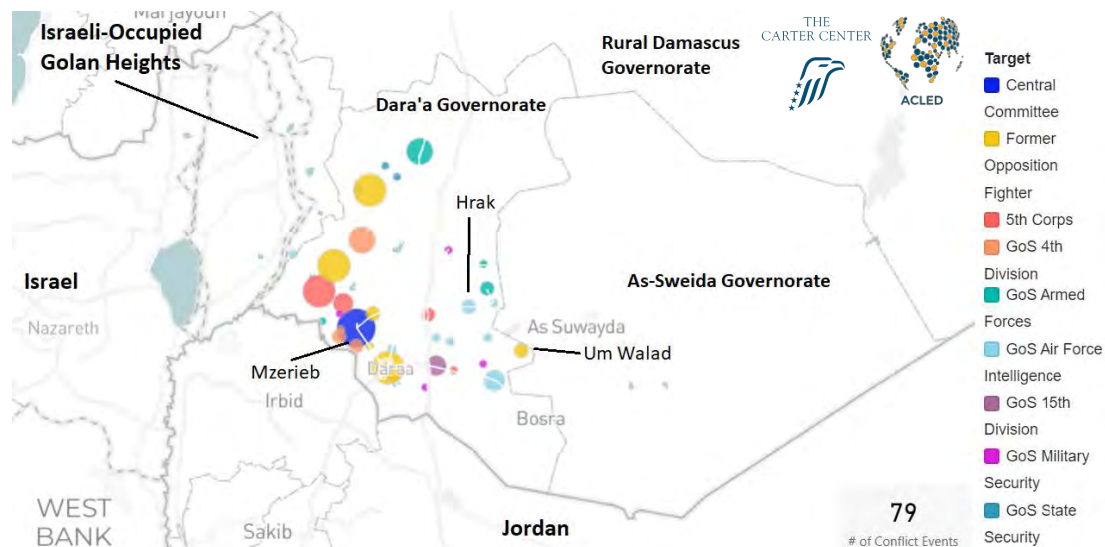 Marjayoun
Israeli-Occupied
Golan Heights
Rural Damascus
Governorate
THE
CARTER CENTER
ACLED
Dara'a Governorate
Hrak
Israel
As-Sweida Governorate
Nazareth
As Suwayda
Um Walad
Mzerieb
Daraa
Irbid
Bosra
WEST
BANK
Sakib
Jordan
79
# of Conflict Events
Target
Central
Committee
Former
Opposition
Fighter
5th Corps
GoS 4th
Division
GoS Armed
Forces
GoS Air Force
Intelligence
GoS 15th
Division
GoS Military
Security
GoS State
Security